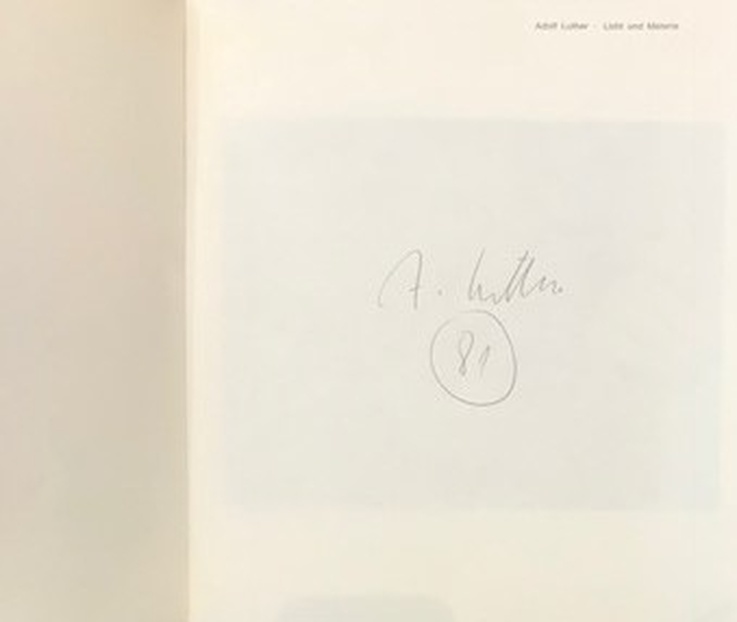 Adolf Luther · Licht und Materie
A. Luther
81